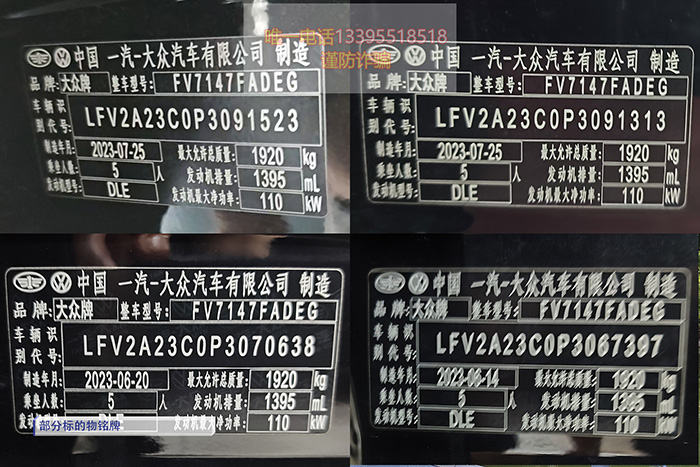 唯一电话13395518518
谨防诈骗
中国 一汽-大众汽车有限公司 制造
品牌: 大众牌 整车型号: FV7147FADEG
车辆识别代号: LFV2A23C0P3091523
制造年月: 2023-07-25 最大允许总质量: 1920 kg
乘坐人数: 5 人 发动机排量: 1395 mL
发动机型号: DLE 发动机最大净功率: 110 kW
中国 一汽-大众汽车有限公司 制造
品牌: 大众牌 整车型号: FV7147FADEG
车辆识别代号: LFV2A23C0P3091313
制造年月: 2023-07-25 最大允许总质量: 1920 kg
乘坐人数: 5 人 发动机排量: 1395 mL
发动机型号: DLE 发动机最大净功率: 110 kW
中国 一汽-大众汽车有限公司 制造
品牌: 大众牌 整车型号: FV7147FADEG
车辆识别代号: LFV2A23C0P3070638
制造年月: 2023-06-20 最大允许总质量: 1920 kg
乘坐人数: 5 人 发动机排量: 1395 mL
DLE 110 kW
部分标的物铭牌
中国 一汽-大众汽车有限公司 制造
品牌: 大众牌 整车型号: FV7147FADEG
车辆识别代号: LFV2A23C0P3067397
制造年月: 2023-06-14 最大允许总质量: 1920 kg
乘坐人数: 5 人 发动机排量: 1395 mL
发动机型号: DLE 发动机最大净功率: 110 kW